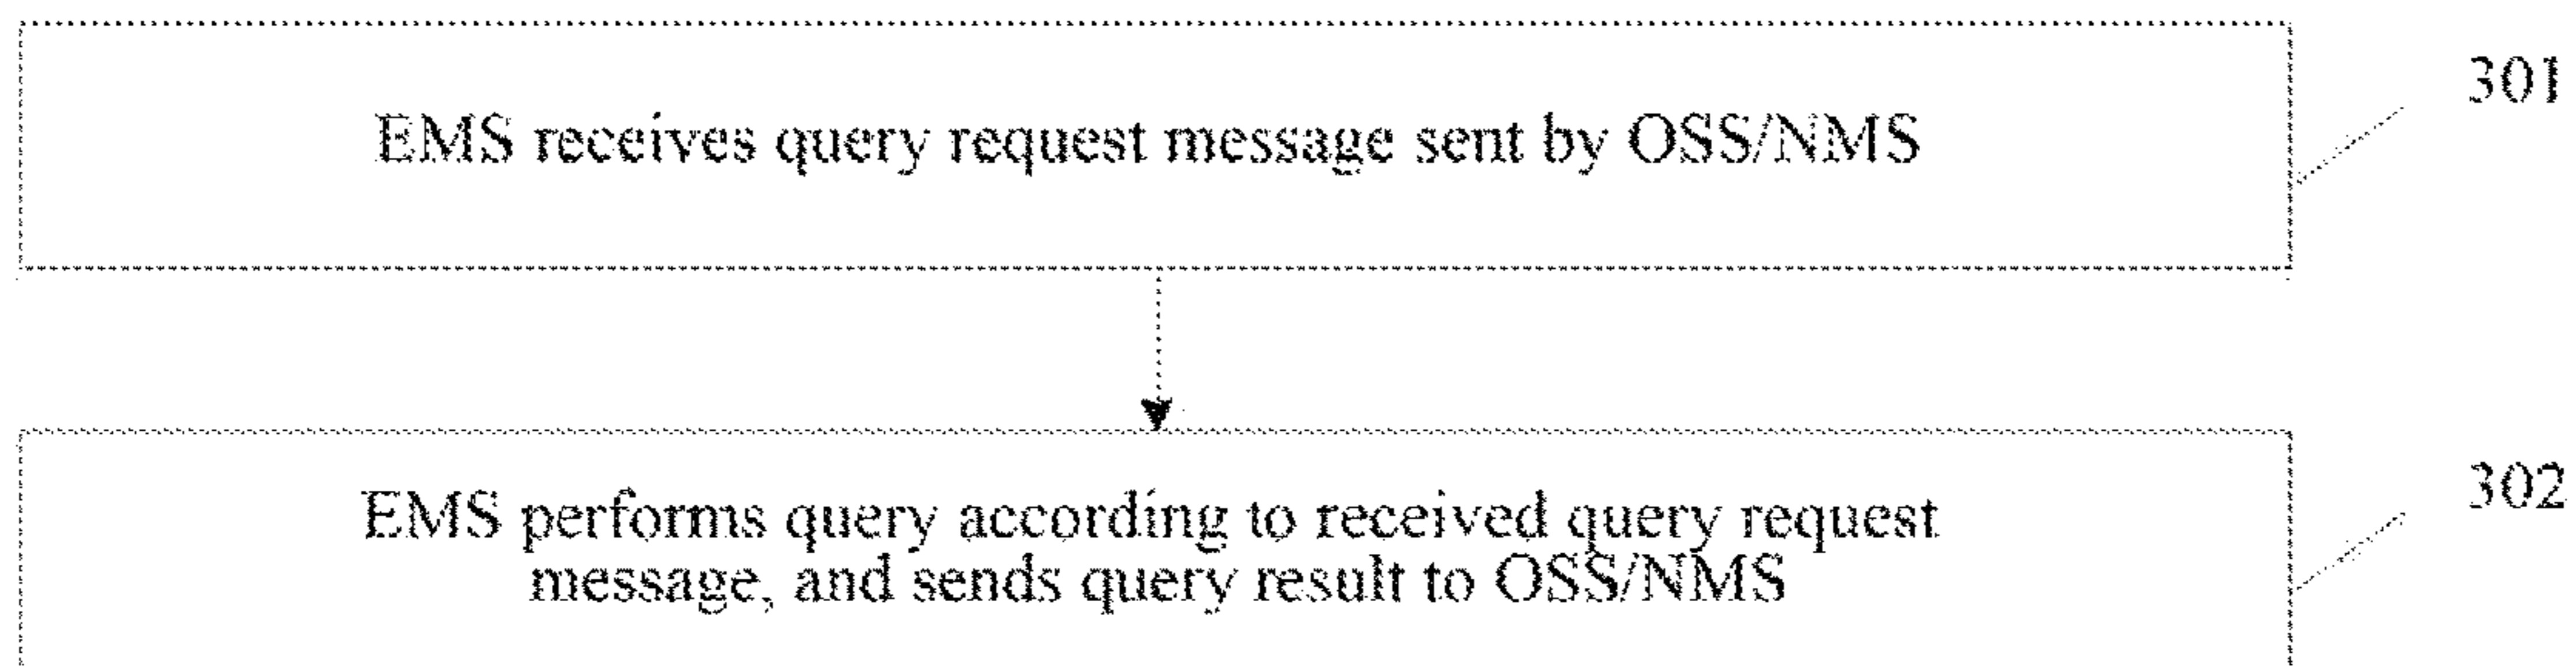 EMS receives query request message sent by OSS/NMS
301
EMS performs query according to received query request
message, and sends query result to OSS/NMS
302